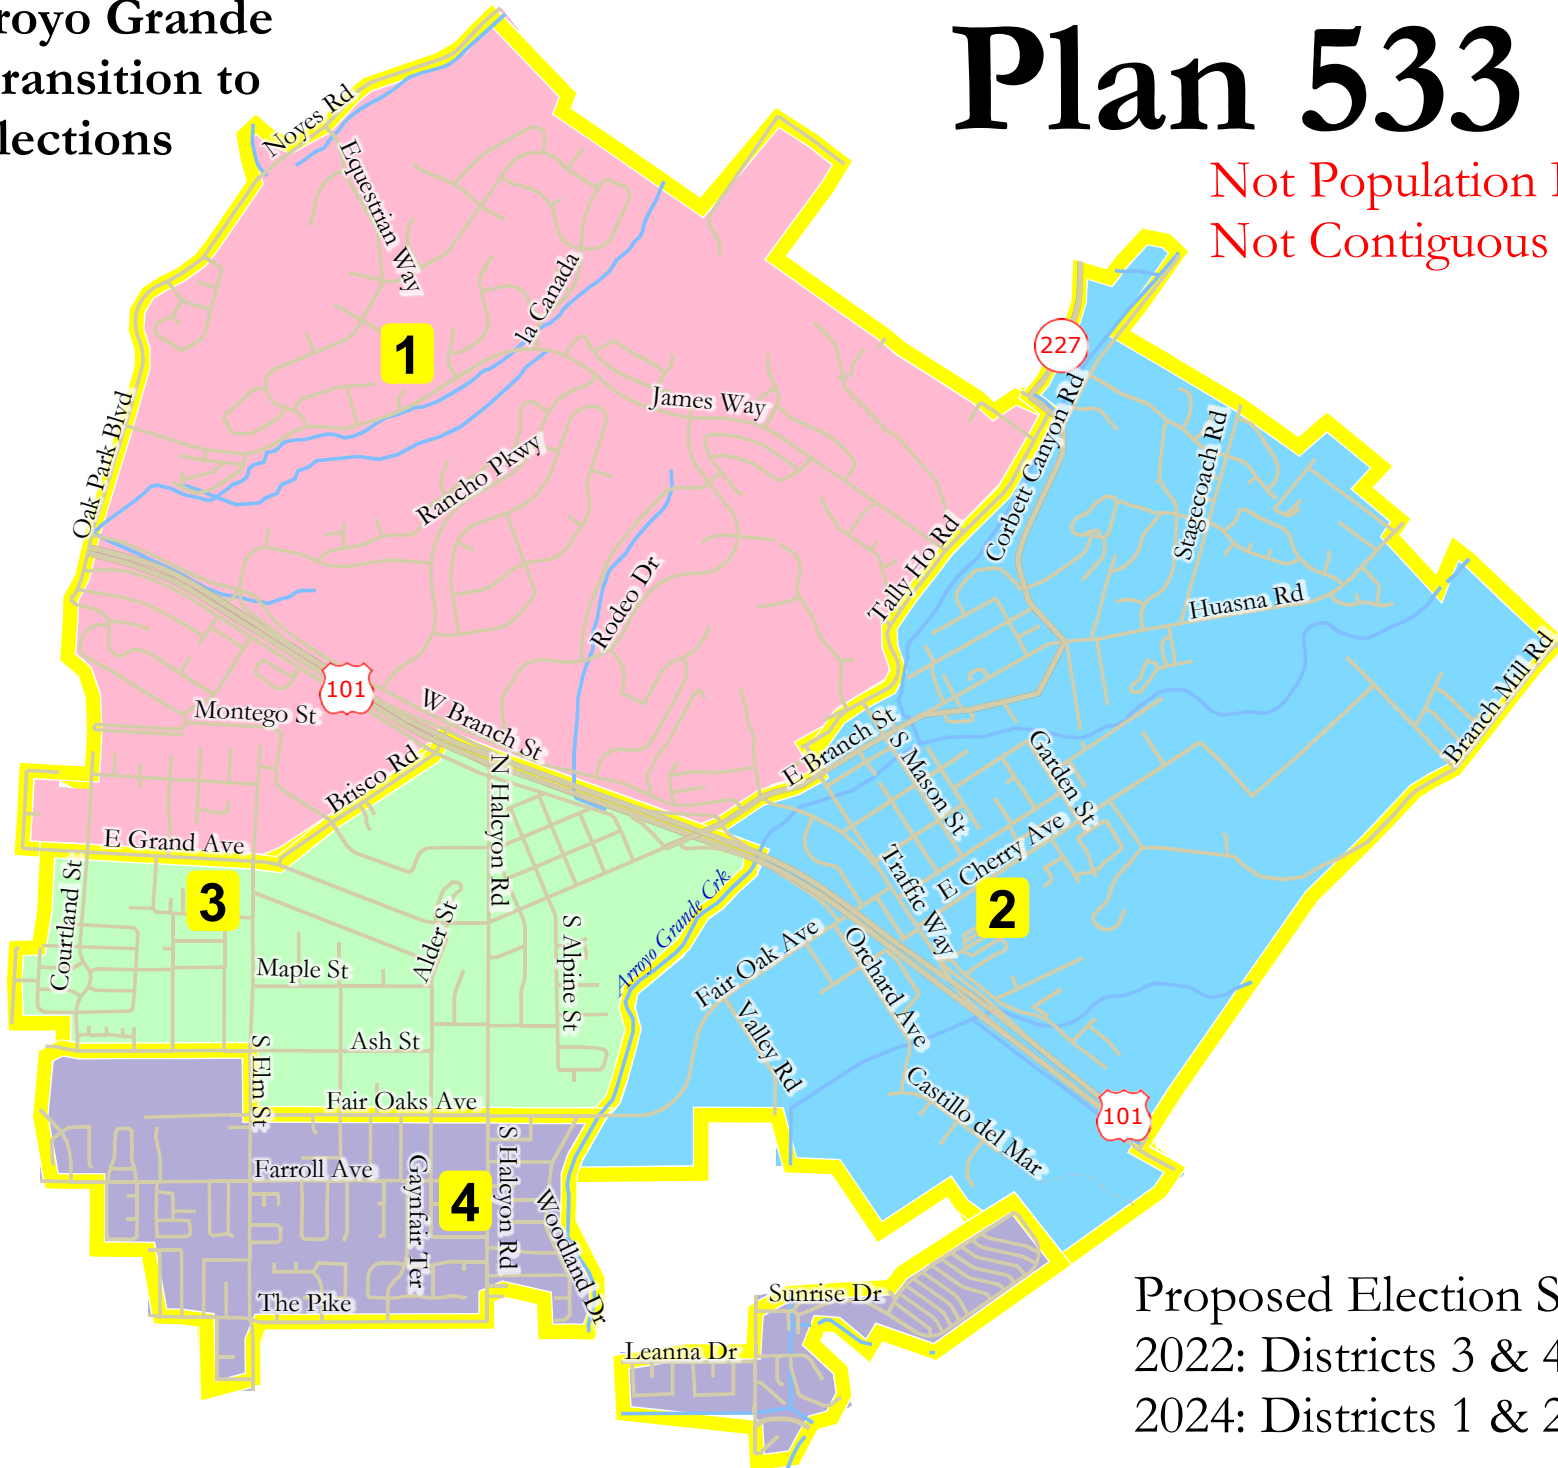 royo Grande
ransition to
lections
Plan 533
Not Population
Not Contiguous
Noyes Rd
Equestrian Way
la Canada
227
1
James Way
Corbett Canyon Rd
Stagecoach Rd
Oak Park Blvd
Rancho Pkwy
Tally Ho Rd
Rodeo Dr
Huasna Rd
Branch Mill Rd
101
Montego St
W Branch St
E Branch St
S Mason St
Garden St
Brisco Rd
N Halcyon Rd
E Grand Ave
E Cherry Ave
Traffic Way
3
2
Courtland St
Alder St
S Alpine St
Arroyo Grande Crk
Fair Oak Ave
Orchard Ave
Maple St
Valley Rd
S Elm St
Ash St
Castillo del Mar
Fair Oaks Ave
101
Farroll Ave
Gaynfair Ter
4
S Halcyon Rd
Woodland Dr
The Pike
Sunrise Dr
Leanna Dr
Proposed Election S
2022: Districts 3 & 4
2024: Districts 1 & 2